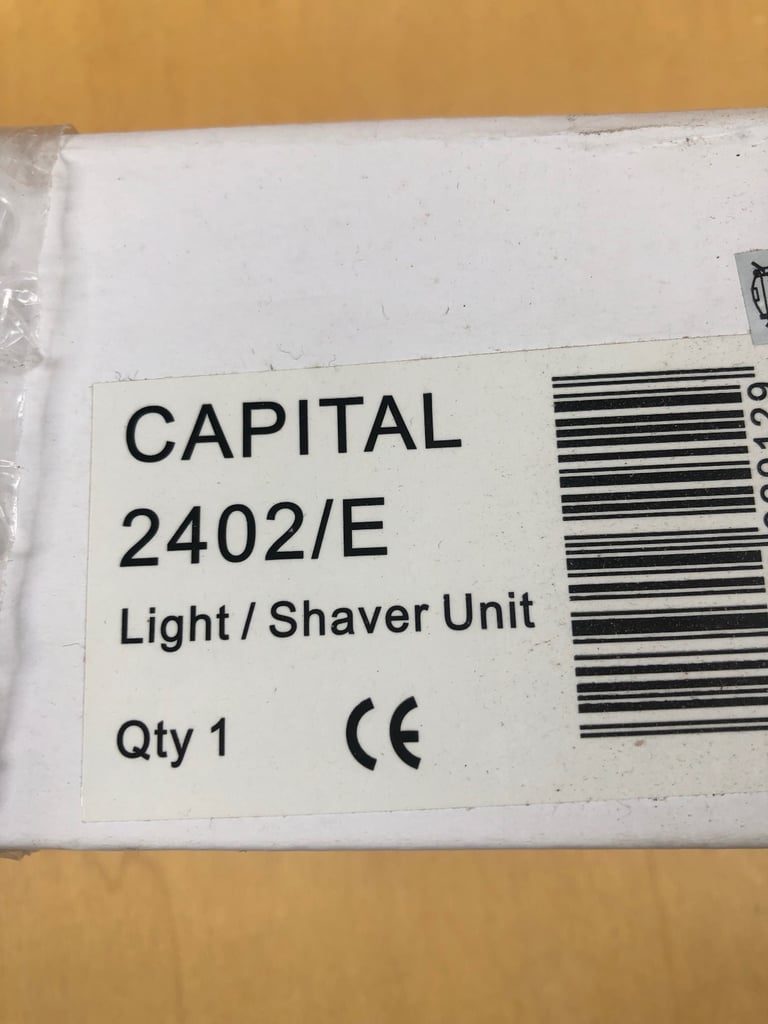 CAPITAL
2402/E
Light / Shaver Unit
Qty 1
CE